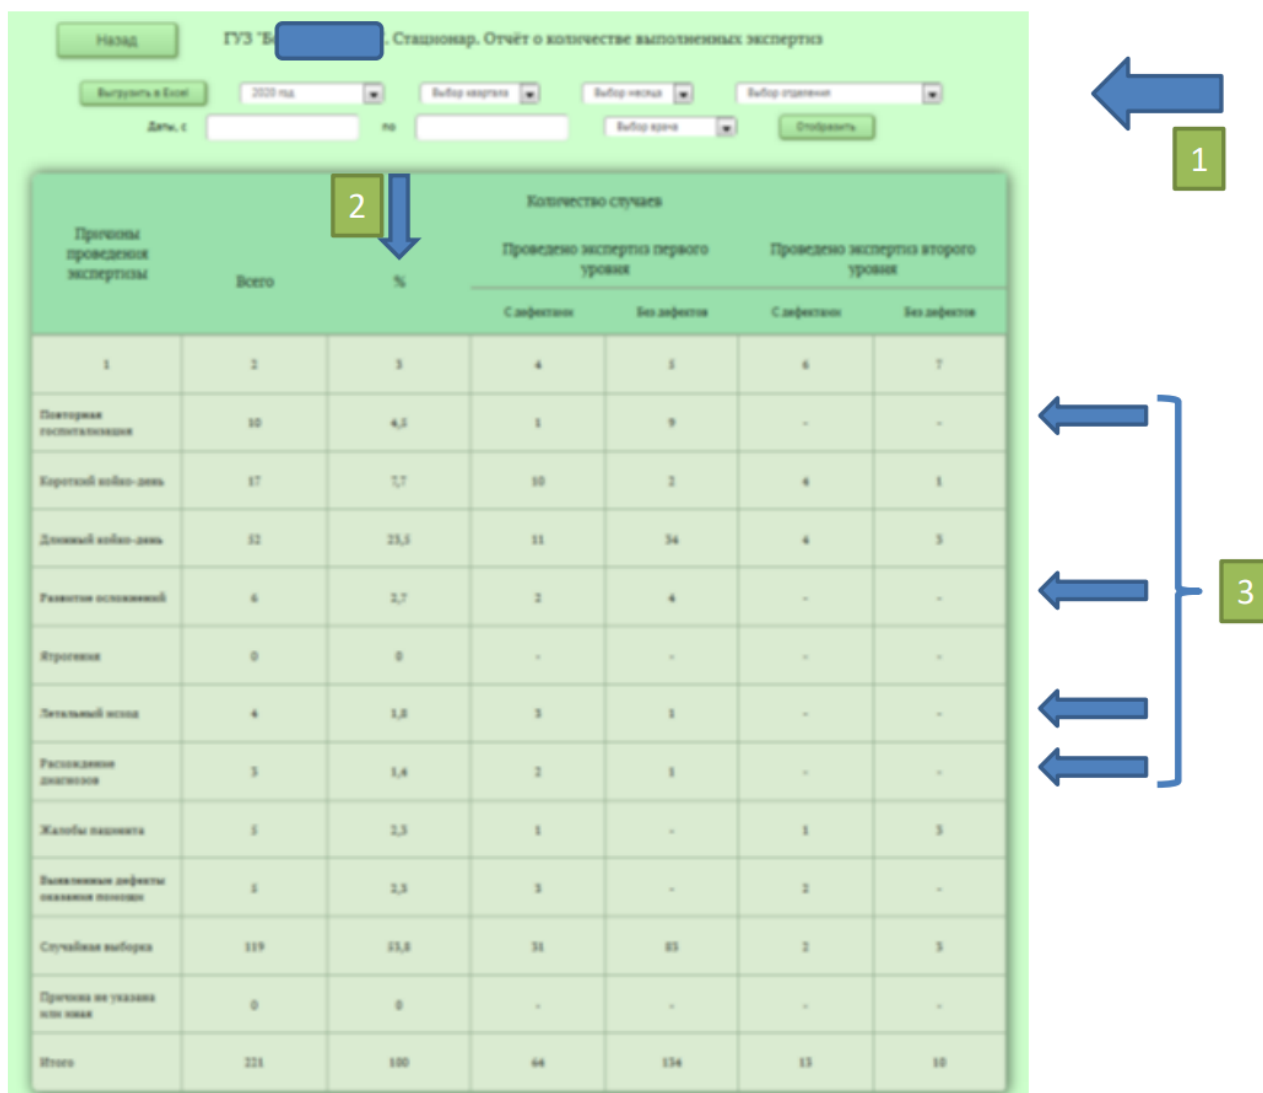 Назад
ГУЗ "Б . Стационар. Отчёт о количестве выполненных экспертиз
1
Выгрузить в Excel 2020 год Выбор квартала Выбор месяца Выбор отделения
Даты, с по Выбор врача Отобразить
2
Причины проведения экспертизы
Количество случаев
Всего
%
Проведено экспертиз первого уровня
Проведено экспертиз второго уровня
С дефектами Без дефектов С дефектами Без дефектов
1 2 3 4 5 6 7
Повторная госпитализация 10 4,5 1 9 - -
Короткий койко-день 17 7,7 10 2 4 1
Длинный койко-день 52 23,5 11 34 4 3
Развитие осложнений 6 2,7 2 4 - -
3
Ятрогения 0 0 - - - -
Летальный исход 4 1,8 3 1 - -
Расхождение диагнозов 3 1,4 2 1 - -
Жалобы пациента 5 2,3 1 - 1 3
Выявленные дефекты оказания помощи 5 2,3 3 - 2 -
Случайная выборка 119 53,8 31 83 2 3
Причина не указана или иная 0 0 - - - -
Итого 221 100 64 134 13 10